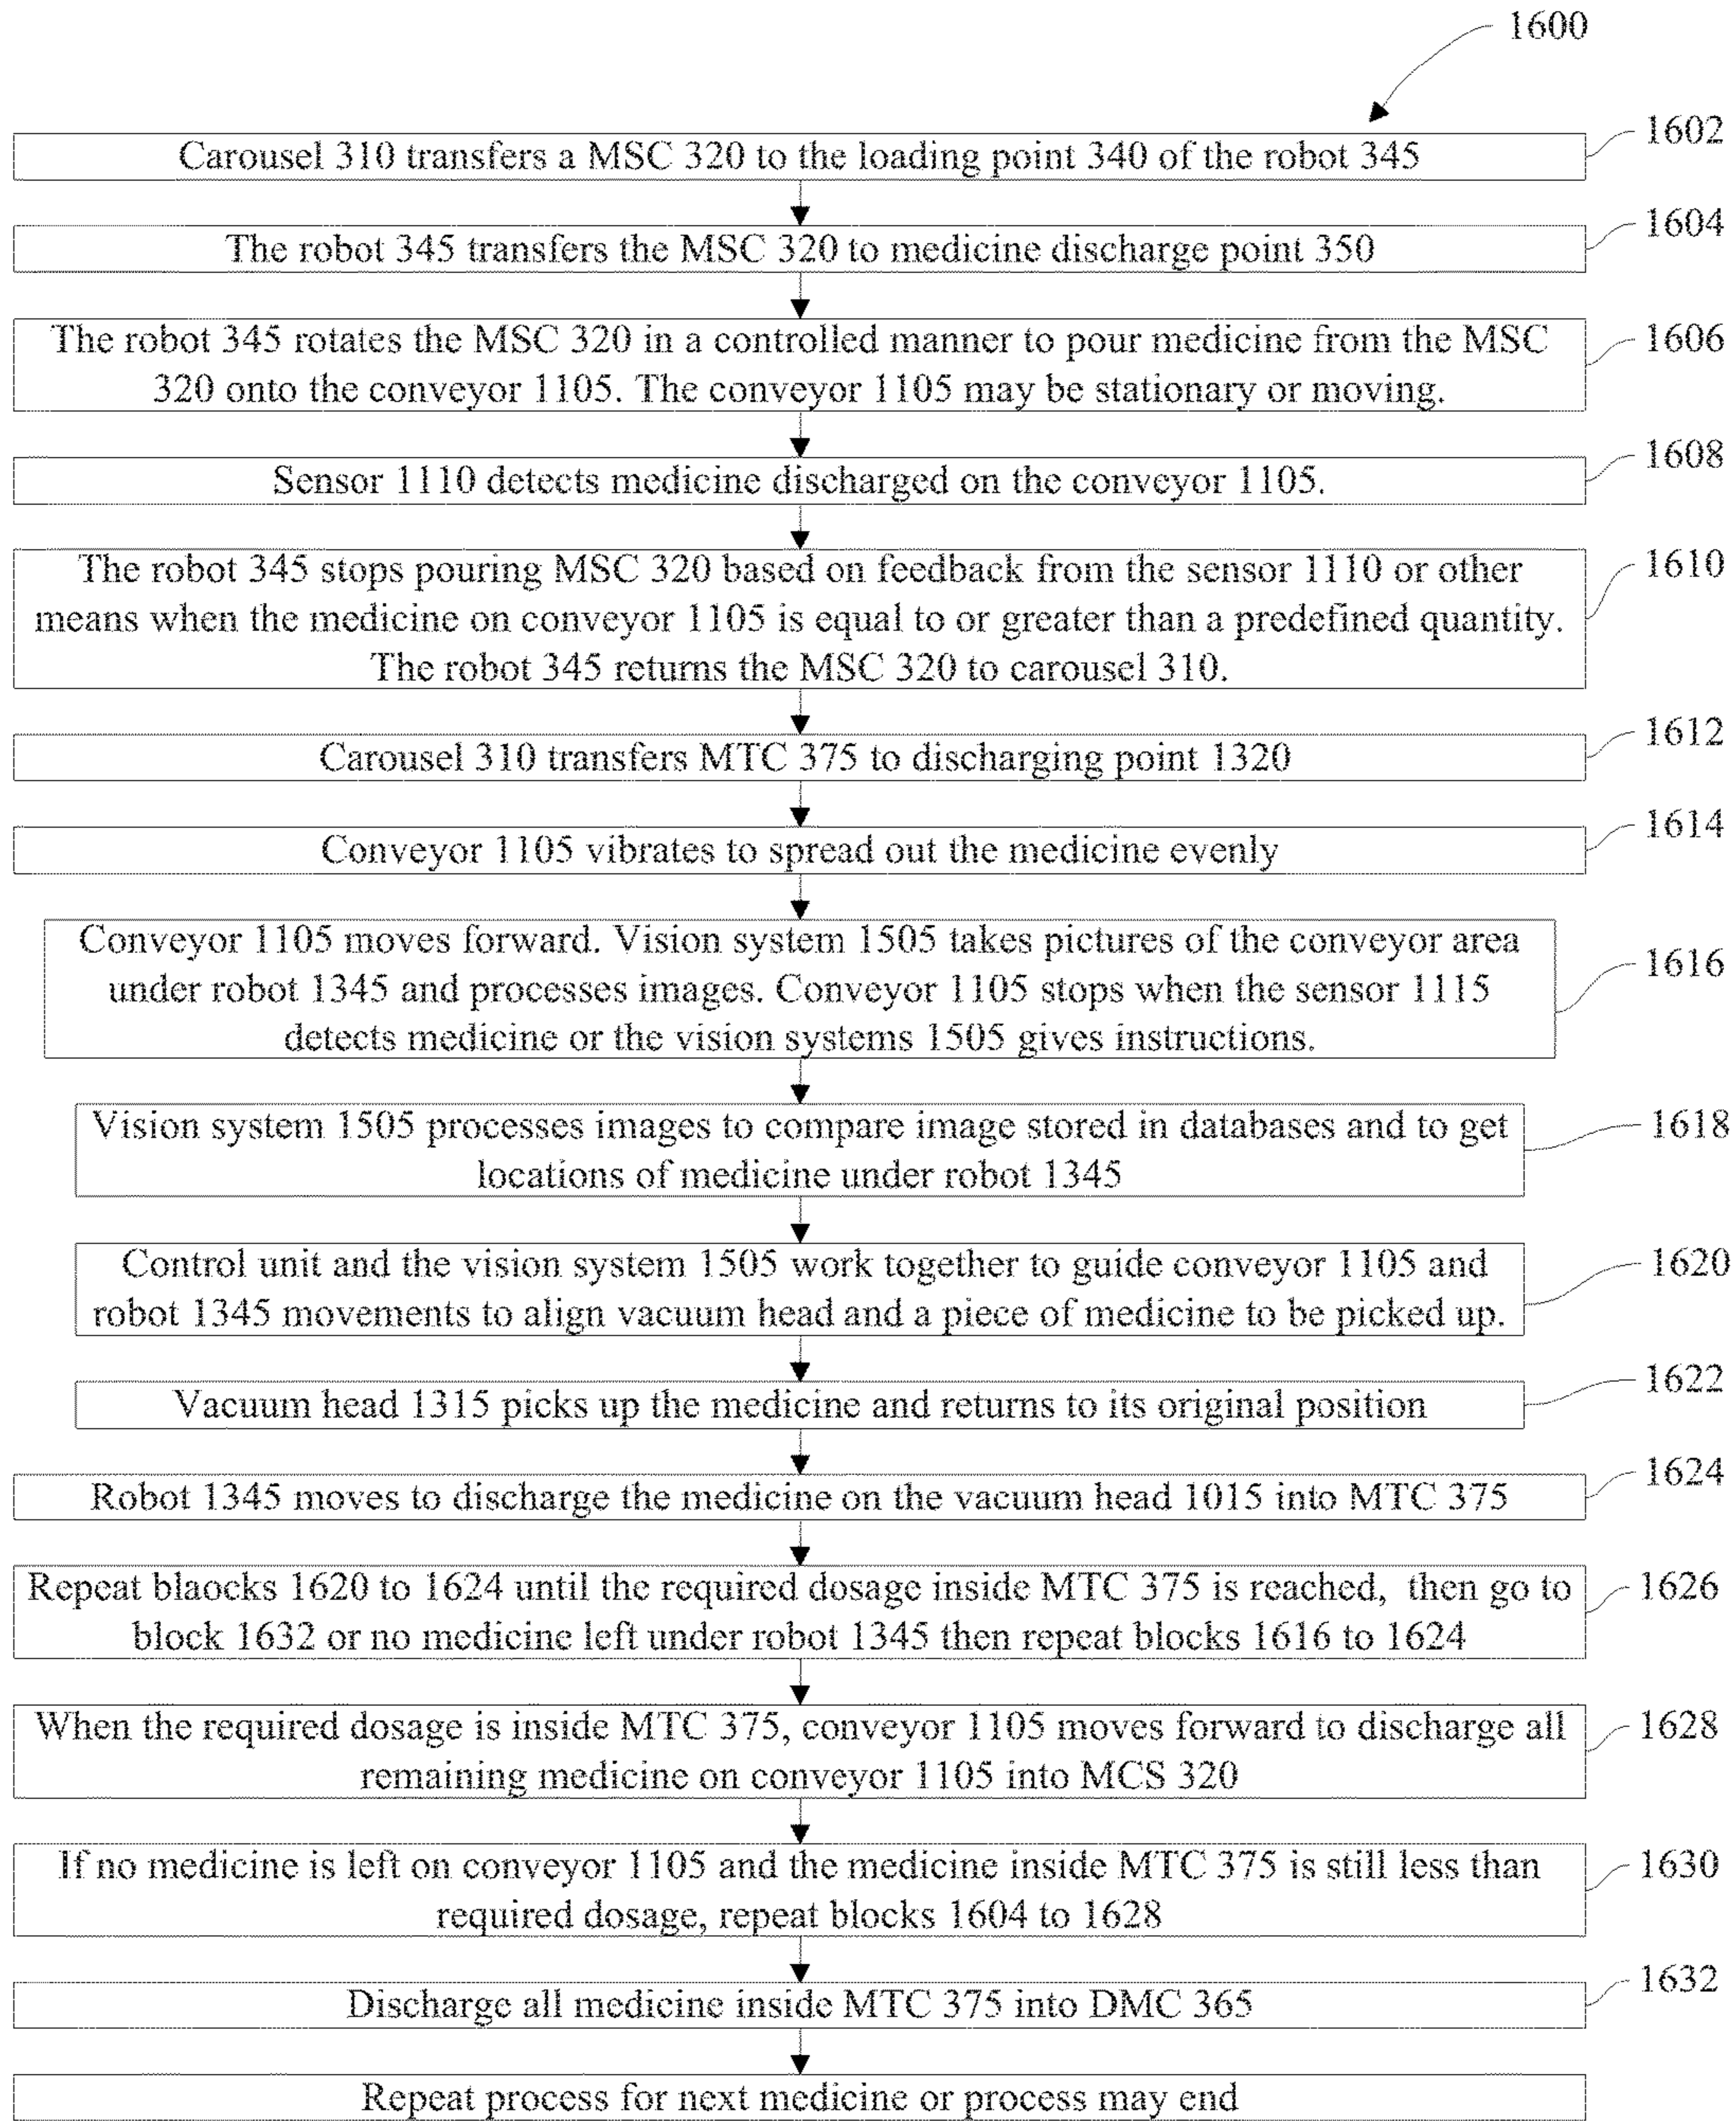 1600
Carousel 310 transfers a MSC 320 to the loading point 340 of the robot 345
1602
The robot 345 transfers the MSC 320 to medicine discharge point 350
1604
The robot 345 rotates the MSC 320 in a controlled manner to pour medicine from the MSC
320 onto the conveyor 1105. The conveyor 1105 may be stationary or moving.
1606
Sensor 1110 detects medicine discharged on the conveyor 1105.
1608
The robot 345 stops pouring MSC 320 based on feedback from the sensor 1110 or other
means when the medicine on conveyor 1105 is equal to or greater than a predefined quantity.
The robot 345 returns the MSC 320 to carousel 310.
1610
Carousel 310 transfers MTC 375 to discharging point 1320
1612
Conveyor 1105 vibrates to spread out the medicine evenly
1614
Conveyor 1105 moves forward. Vision system 1505 takes pictures of the conveyor area
under robot 1345 and processes images. Conveyor 1105 stops when the sensor 1115
detects medicine or the vision systems 1505 gives instructions.
1616
Vision system 1505 processes images to compare image stored in databases and to get
locations of medicine under robot 1345
1618
Control unit and the vision system 1505 work together to guide conveyor 1105 and
robot 1345 movements to align vacuum head and a piece of medicine to be picked up.
1620
Vacuum head 1315 picks up the medicine and returns to its original position
1622
Robot 1345 moves to discharge the medicine on the vacuum head 1015 into MTC 375
1624
Repeat blaocks 1620 to 1624 until the required dosage inside MTC 375 is reached, then go to
block 1632 or no medicine left under robot 1345 then repeat blocks 1616 to 1624
1626
When the required dosage is inside MTC 375, conveyor 1105 moves forward to discharge all
remaining medicine on conveyor 1105 into MCS 320
1628
If no medicine is left on conveyor 1105 and the medicine inside MTC 375 is still less than
required dosage, repeat blocks 1604 to 1628
1630
Discharge all medicine inside MTC 375 into DMC 365
1632
Repeat process for next medicine or process may end